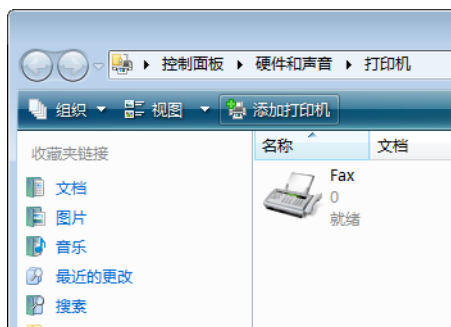 控制面板 硬件和声音 打印机
组织 视图 添加打印机
收藏夹链接
文档
图片
音乐
最近的更改
搜索
名称 文档
Fax
0
就绪